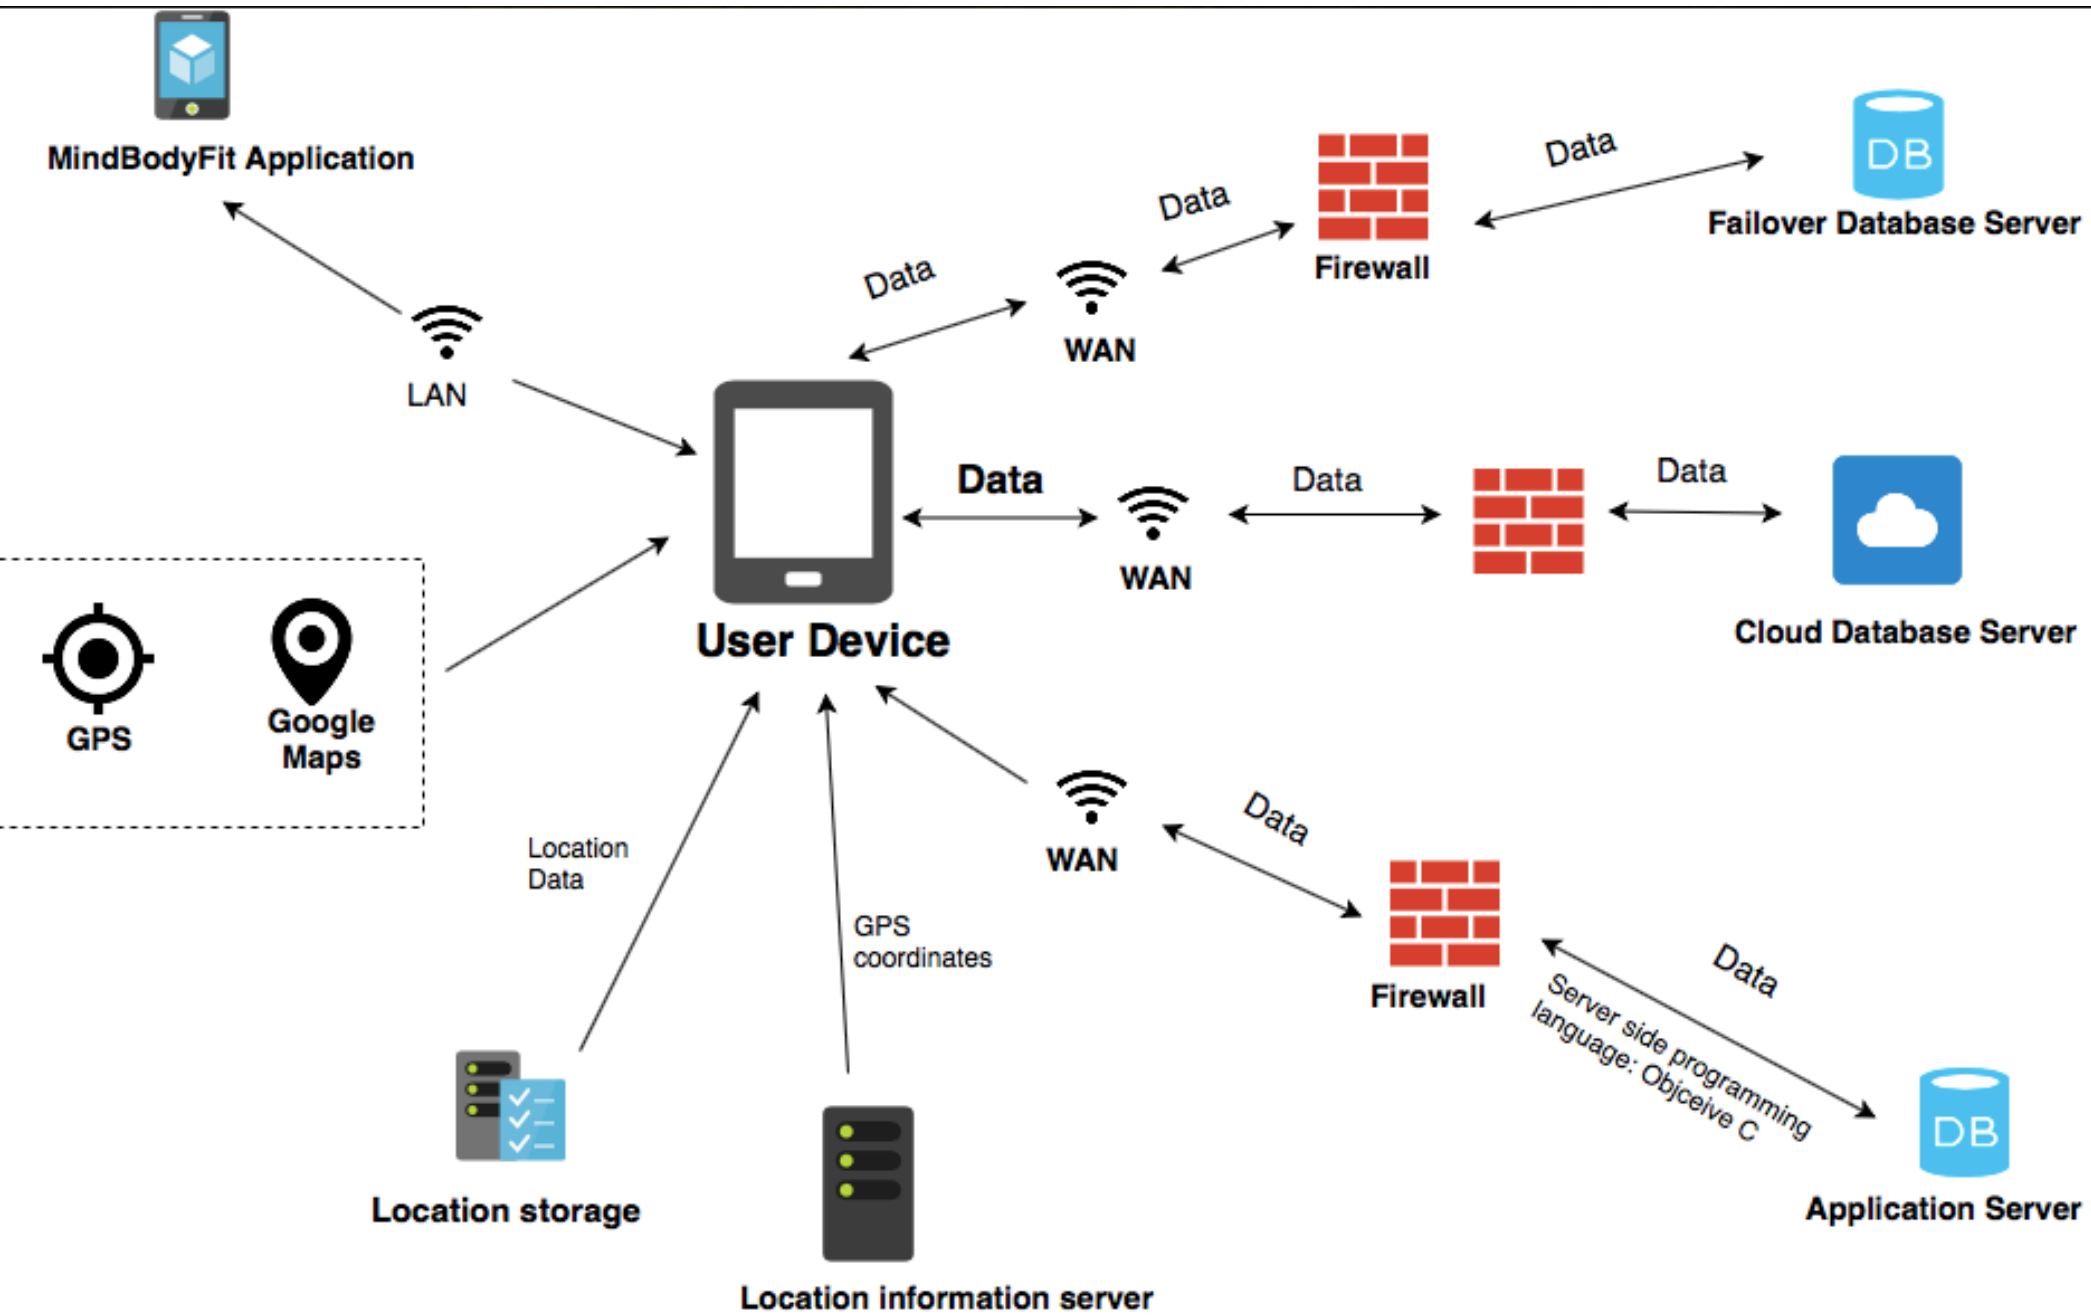 MindBodyFit Application
LAN
Data
WAN
Data
Firewall
Data
DB
Failover Database Server
User Device
Data
WAN
Data
Data
Cloud Database Server
GPS
Google
Maps
Location
Data
GPS
coordinates
WAN
Data
Firewall
Data
Server side programming
language: Objceive C
DB
Application Server
Location storage
Location information server